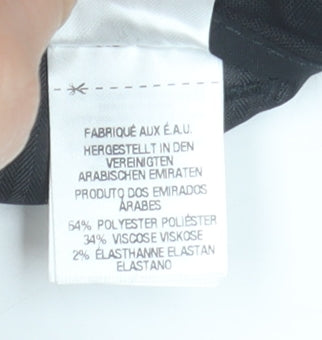 FABRIQUÉ AUX É.A.U.
HERGESTELLT IN DEN
VEREINIGTEN
ARABISCHEN EMIRATEN
PRODUTO DOS EMIRADOS
ÁRABES
64% POLYESTER POLIÉSTER
34% VISCOSE VISKOSE
2% ÉLASTHANNE ELASTAN
ELASTANO